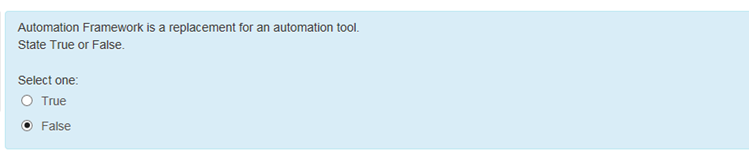 Automation Framework is a replacement for an automation tool.
State True or False.
Select one:
True
False